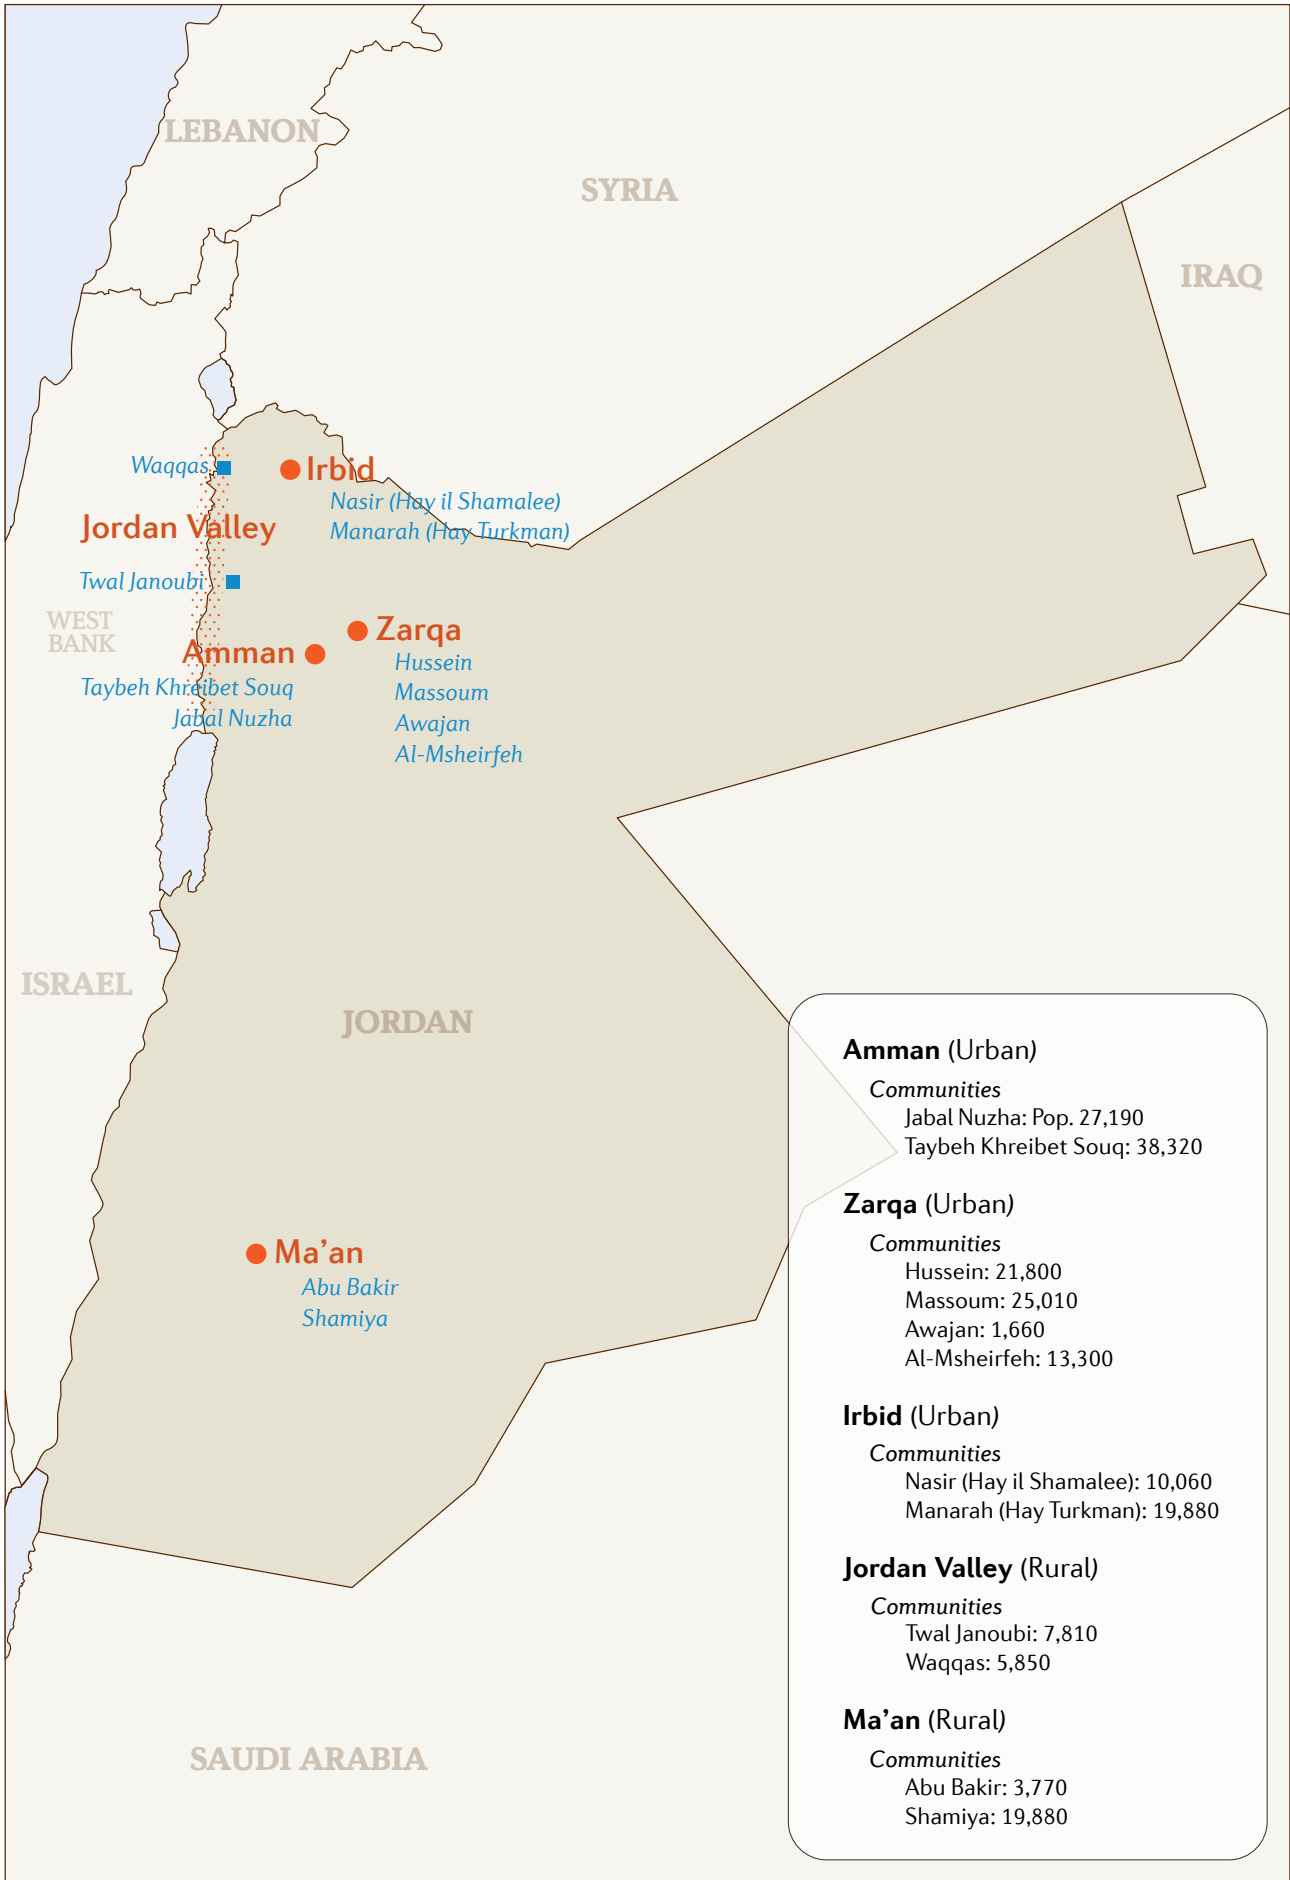 LEBANON
SYRIA
IRAQ
Waqqas
Irbid
Nasir (Hay il Shamalee)
Manarah (Hay Turkman)
Jordan Valley
Twal Janoubi
WEST
BANK
Zarqa
Hussein
Massoum
Awajan
Al-Msheirfeh
Amman
Taybeh Khreibet Souq
Jabal Nuzha
ISRAEL
JORDAN
Ma’an
Abu Bakir
Shamiya
SAUDI ARABIA
Amman (Urban)
Communities
Jabal Nuzha: Pop. 27,190
Taybeh Khreibet Souq: 38,320
Zarqa (Urban)
Communities
Hussein: 21,800
Massoum: 25,010
Awajan: 1,660
Al-Msheirfeh: 13,300
Irbid (Urban)
Communities
Nasir (Hay il Shamalee): 10,060
Manarah (Hay Turkman): 19,880
Jordan Valley (Rural)
Communities
Twal Janoubi: 7,810
Waqqas: 5,850
Ma’an (Rural)
Communities
Abu Bakir: 3,770
Shamiya: 19,880